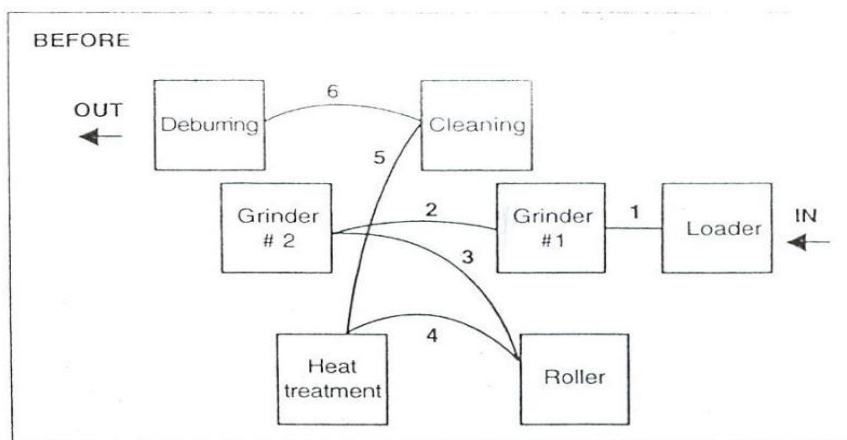 BEFORE
6
OUT
Deburring
Cleaning
5
Grinder
# 2
2
Grinder
#1
1
Loader
IN
3
4
Heat
treatment
Roller